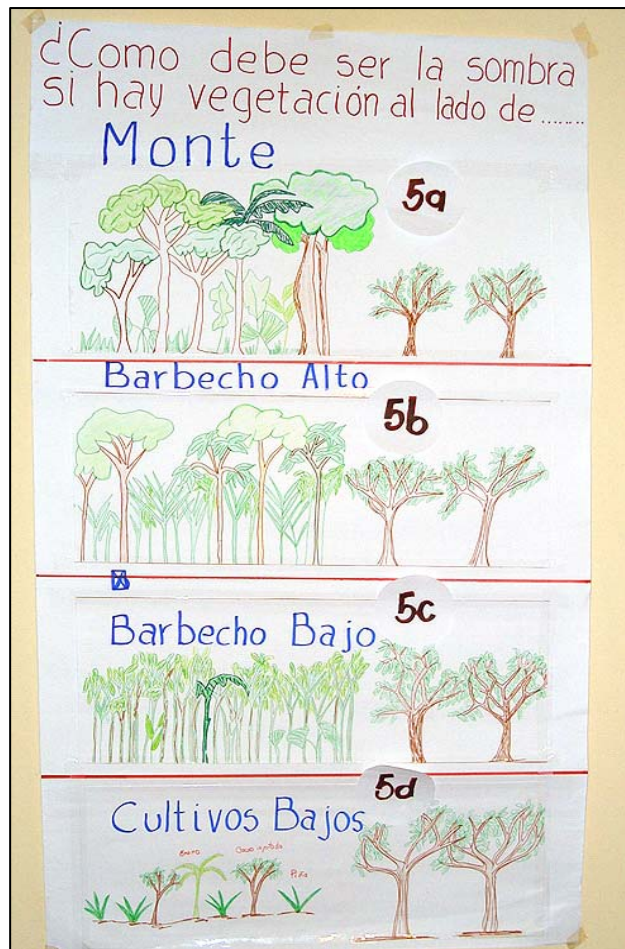 ¿Como debe ser la sombra
si hay vegetación al lado de.......
Monte
5a
Barbecho Alto
5b
Barbecho Bajo
5c
Cultivos Bajos
5d
Piña